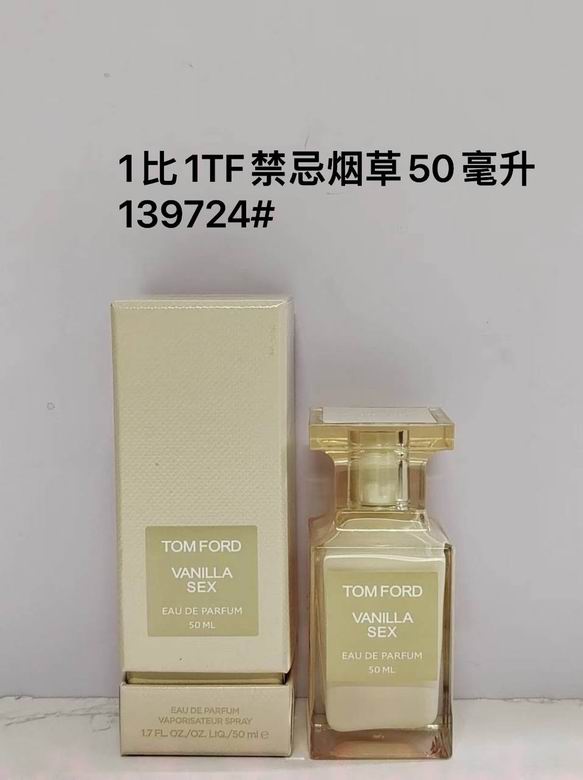 1比1TF禁忌烟草50毫升
139724#
TOM FORD
VANILLA
SEX
EAU DE PARFUM
50 ML
EAU DE PARFUM
VAPORISATEUR SPRAY
1.7 FL. OZ./OZ. LIQ./50 ml e
TOM FORD
VANILLA
SEX
EAU DE PARFUM
50 ML